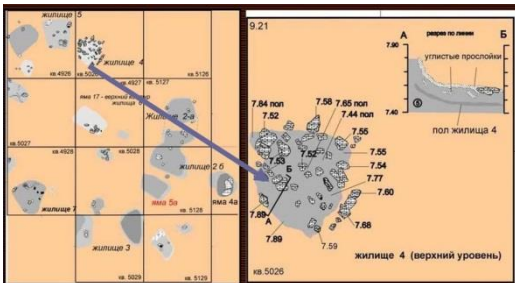 жилище 5
жилище 4
кв.4926
кв.5026
кв.4927
кв. 5127
кв.5126
яма 17 - верхний
жилища 6
Жилище 2-а
кв.5027
кв.4928
кв.5028
жилище 2 б
яма 5а
яма 4а
жилище 7
кв. 5128
жилище 3
кв. 5029
кв. 5129
9.21
разрез по линии
А
Б
7.90
углистые прослойки
7.40
пол жилища 4
7.84 пол
7.58
7.65 пол
7.52
7.44 пол
7.55
7.53
7.52
7.55
7.54
Б
7.77
7.60
7.89
А
7.68
7.89
7.59
жилище 4 (верхний уровень)
кв.5026